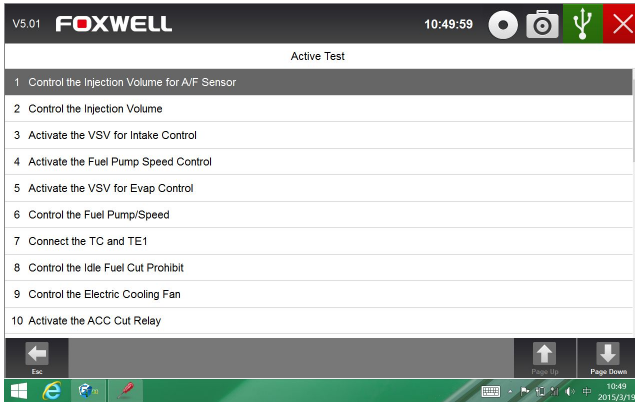 V5.01 FOXWELL 10:49:59
Active Test
1 Control the Injection Volume for A/F Sensor
2 Control the Injection Volume
3 Activate the VSV for Intake Control
4 Activate the Fuel Pump Speed Control
5 Activate the VSV for Evap Control
6 Control the Fuel Pump/Speed
7 Connect the TC and TE1
8 Control the Idle Fuel Cut Prohibit
9 Control the Electric Cooling Fan
10 Activate the ACC Cut Relay
Esc Page Up Page Down
中 10:49
2015/3/19